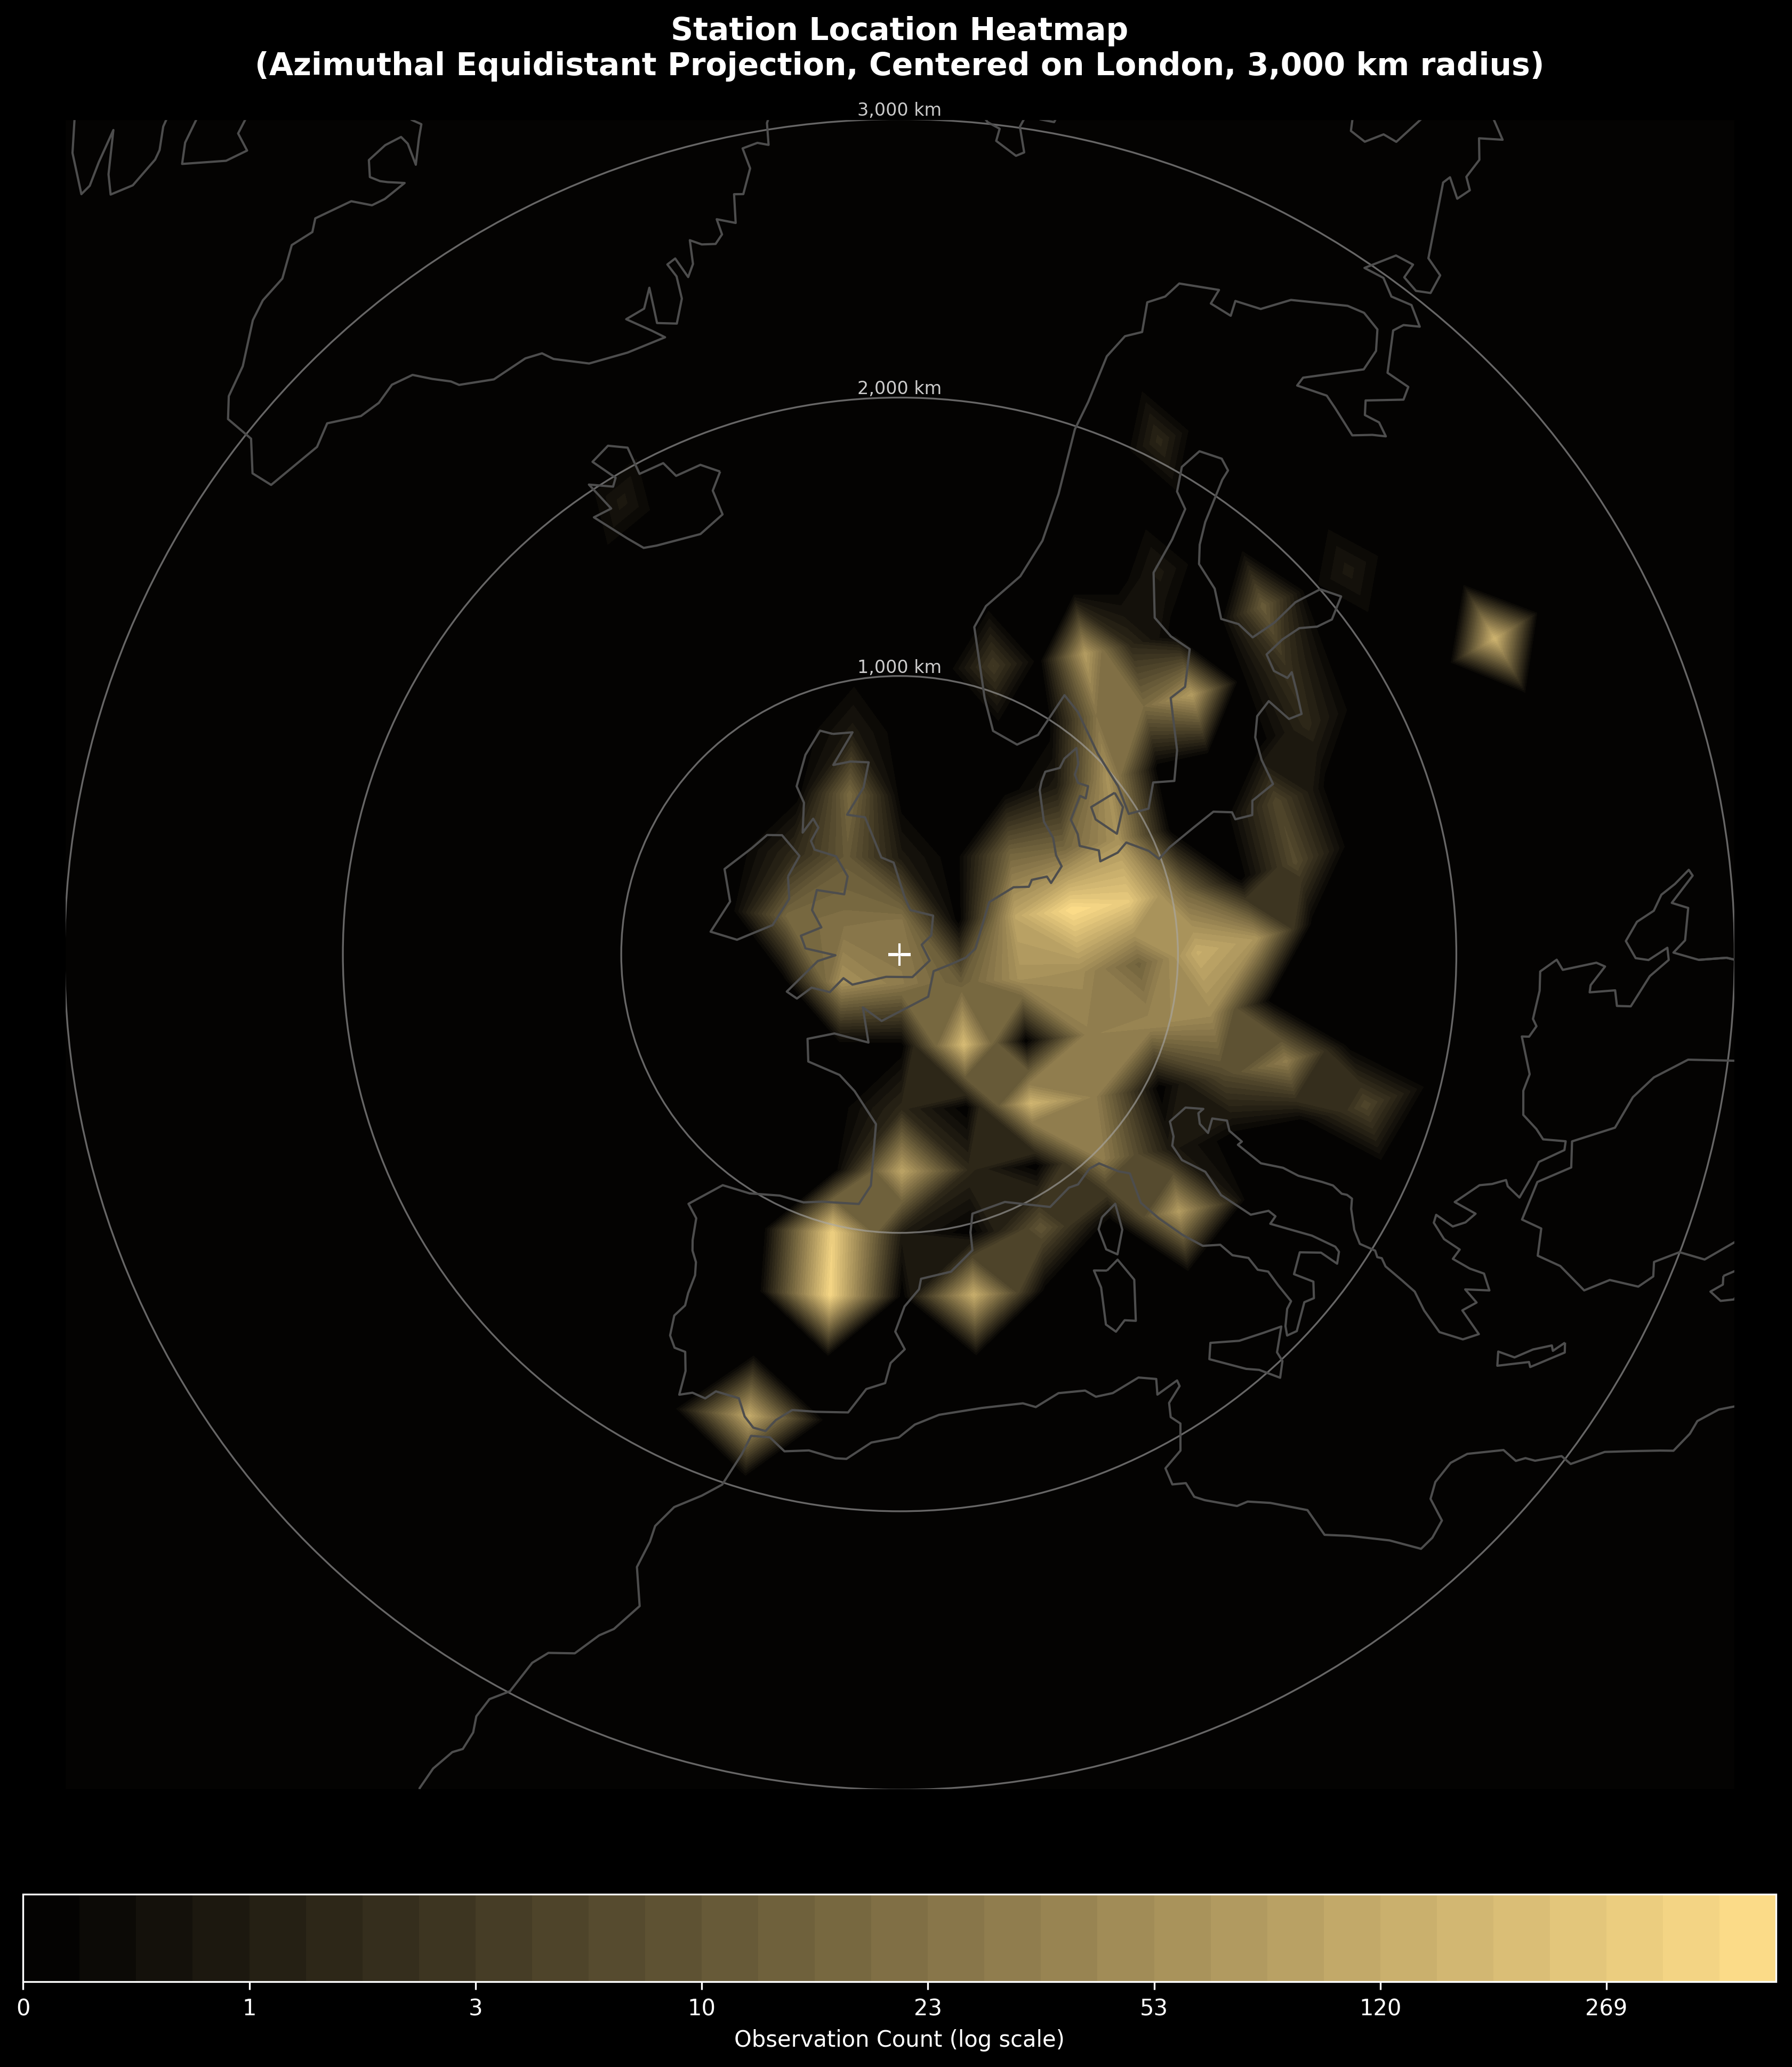 Station Location Heatmap
(Azimuthal Equidistant Projection, Centered on London, 3,000 km radius)
3,000 km
2,000 km
1,000 km
0 1 3 10 23 53 120 269
Observation Count (log scale)